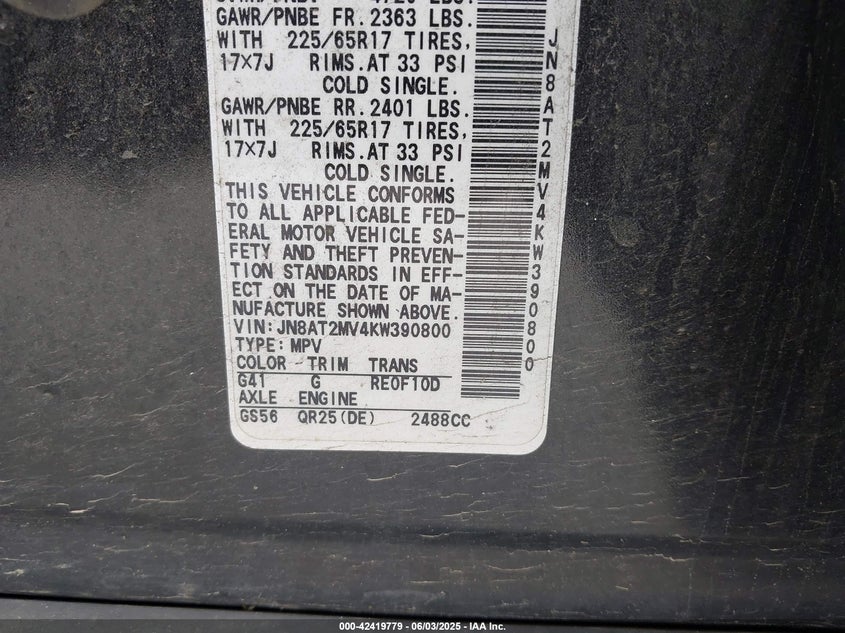 GAWR/PNBE FR. 2363 LBS.
WITH 225/65R17 TIRES,
17×7J RIMS.AT 33 PSI
COLD SINGLE.
GAWR/PNBE RR. 2401 LBS.
WITH 225/65R17 TIRES,
17×7J RIMS.AT 33 PSI
COLD SINGLE.
THIS VEHICLE CONFORMS
TO ALL APPLICABLE FED-
ERAL MOTOR VEHICLE SA-
FETY AND THEFT PREVEN-
TION STANDARDS IN EFF-
ECT ON THE DATE OF MA-
NUFACTURE SHOWN ABOVE.
VIN: JN8AT2MV4KW390800
TYPE: MPV
COLOR TRIM TRANS
G41 G RE0F10D
AXLE ENGINE
GS56 QR25(DE) 2488CC
JN8AT2MV4KW390800
000-42419779 - 06/03/2025 - IAA Inc.